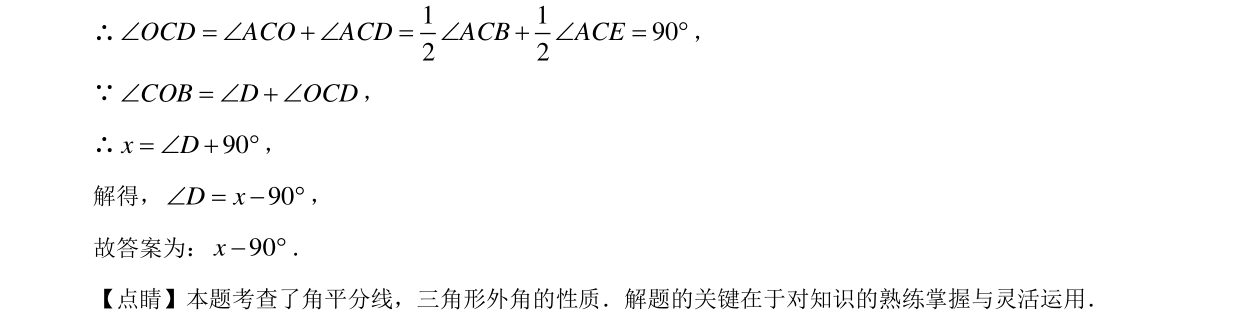 ∴ ∠OCD = ∠ACO + ∠ACD = 1/2 ∠ACB + 1/2 ∠ACE = 90°，
∵ ∠COB = ∠D + ∠OCD，
∴ x = ∠D + 90°，
解得，∠D = x − 90°，
故答案为：x − 90°．
【点睛】本题考查了角平分线，三角形外角的性质．解题的关键在于对知识的熟练掌握与灵活运用．